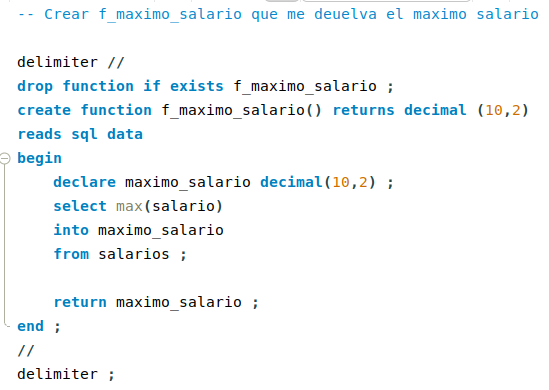 -- Crear f_maximo_salario que me deuelva el maximo salario
delimiter //
drop function if exists f_maximo_salario ;
create function f_maximo_salario() returns decimal (10,2)
reads sql data
begin
declare maximo_salario decimal(10,2) ;
select max(salario)
into maximo_salario
from salarios ;
return maximo_salario ;
end ;
//
delimiter ;